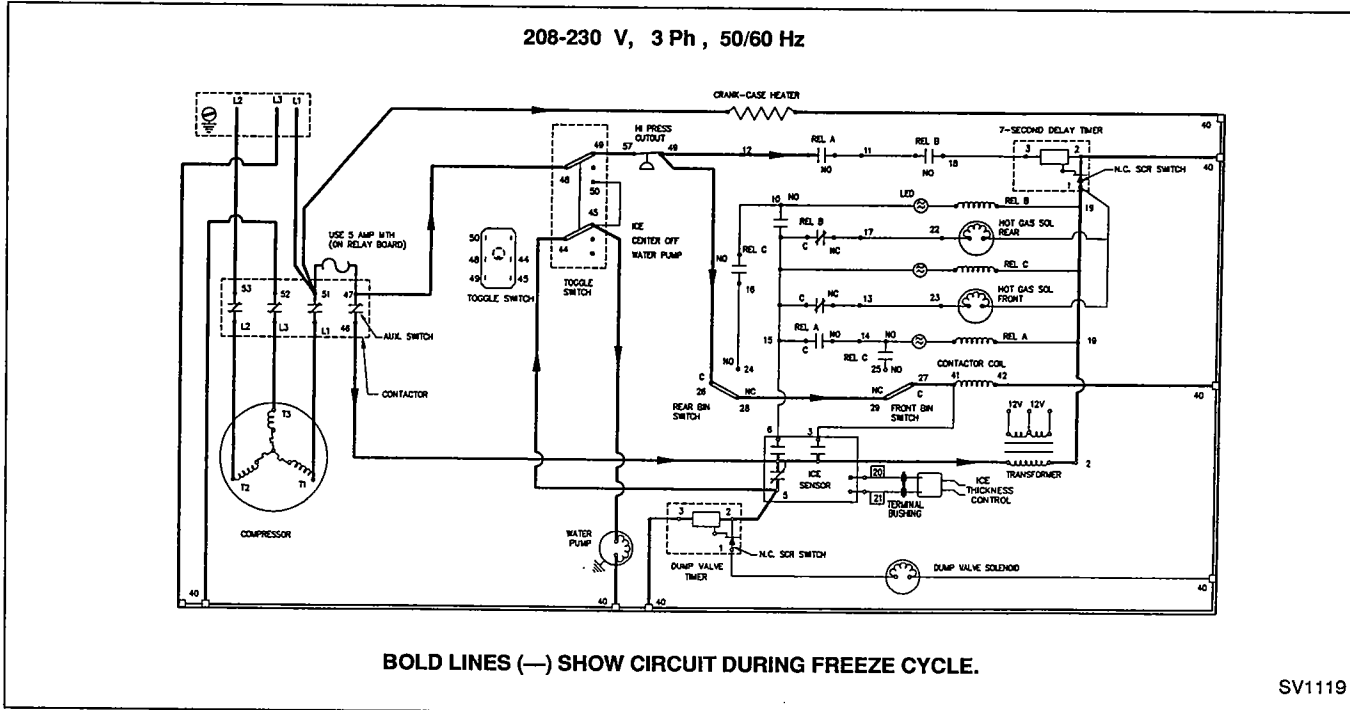 208-230 V, 3 Ph , 50/60 Hz
L2 L3 L1
CRANK-CASE HEATER
40
HI PRESS
CUTOUT
49 57 49
12
REL A
NO
11
REL B
NO
18
7-SECOND DELAY TIMER
3 2
40
N.C. SCR SWITCH
1
48
50
45
44
ICE
CENTER OFF
WATER PUMP
TOGGLE
SWITCH
50
48 44
49 45
TOGGLE SWITCH
USE 5 AMP MTH
(ON RELAY BOARD)
53 52 51 47
L2 L3 L1 46
AUX. SWITCH
CONTACTOR
10 NO
LED
REL B
19
REL B
C NC
17
22
HOT GAS SOL
REAR
NO
REL C
16
REL C
C NC
13
23
HOT GAS SOL
FRONT
15
REL A
C NO
14 NO
REL C
25 NO
REL A
19
NO
24
C
26
REAR BIN
SWITCH
NC
28
NC
29
27
C
FRONT BIN
SWITCH
CONTACTOR COIL
41 42
40
12V 12V
TRANSFORMER
2
6 3
ICE
SENSOR
5
20
21
TERMINAL
BUSHING
ICE
THICKNESS
CONTROL
T3
T2 T1
COMPRESSOR
WATER
PUMP
3 2
1
N.C. SCR SWITCH
DUMP VALVE
TIMER
DUMP VALVE SOLENOID
40
40 40 40
BOLD LINES (—) SHOW CIRCUIT DURING FREEZE CYCLE.
SV1119